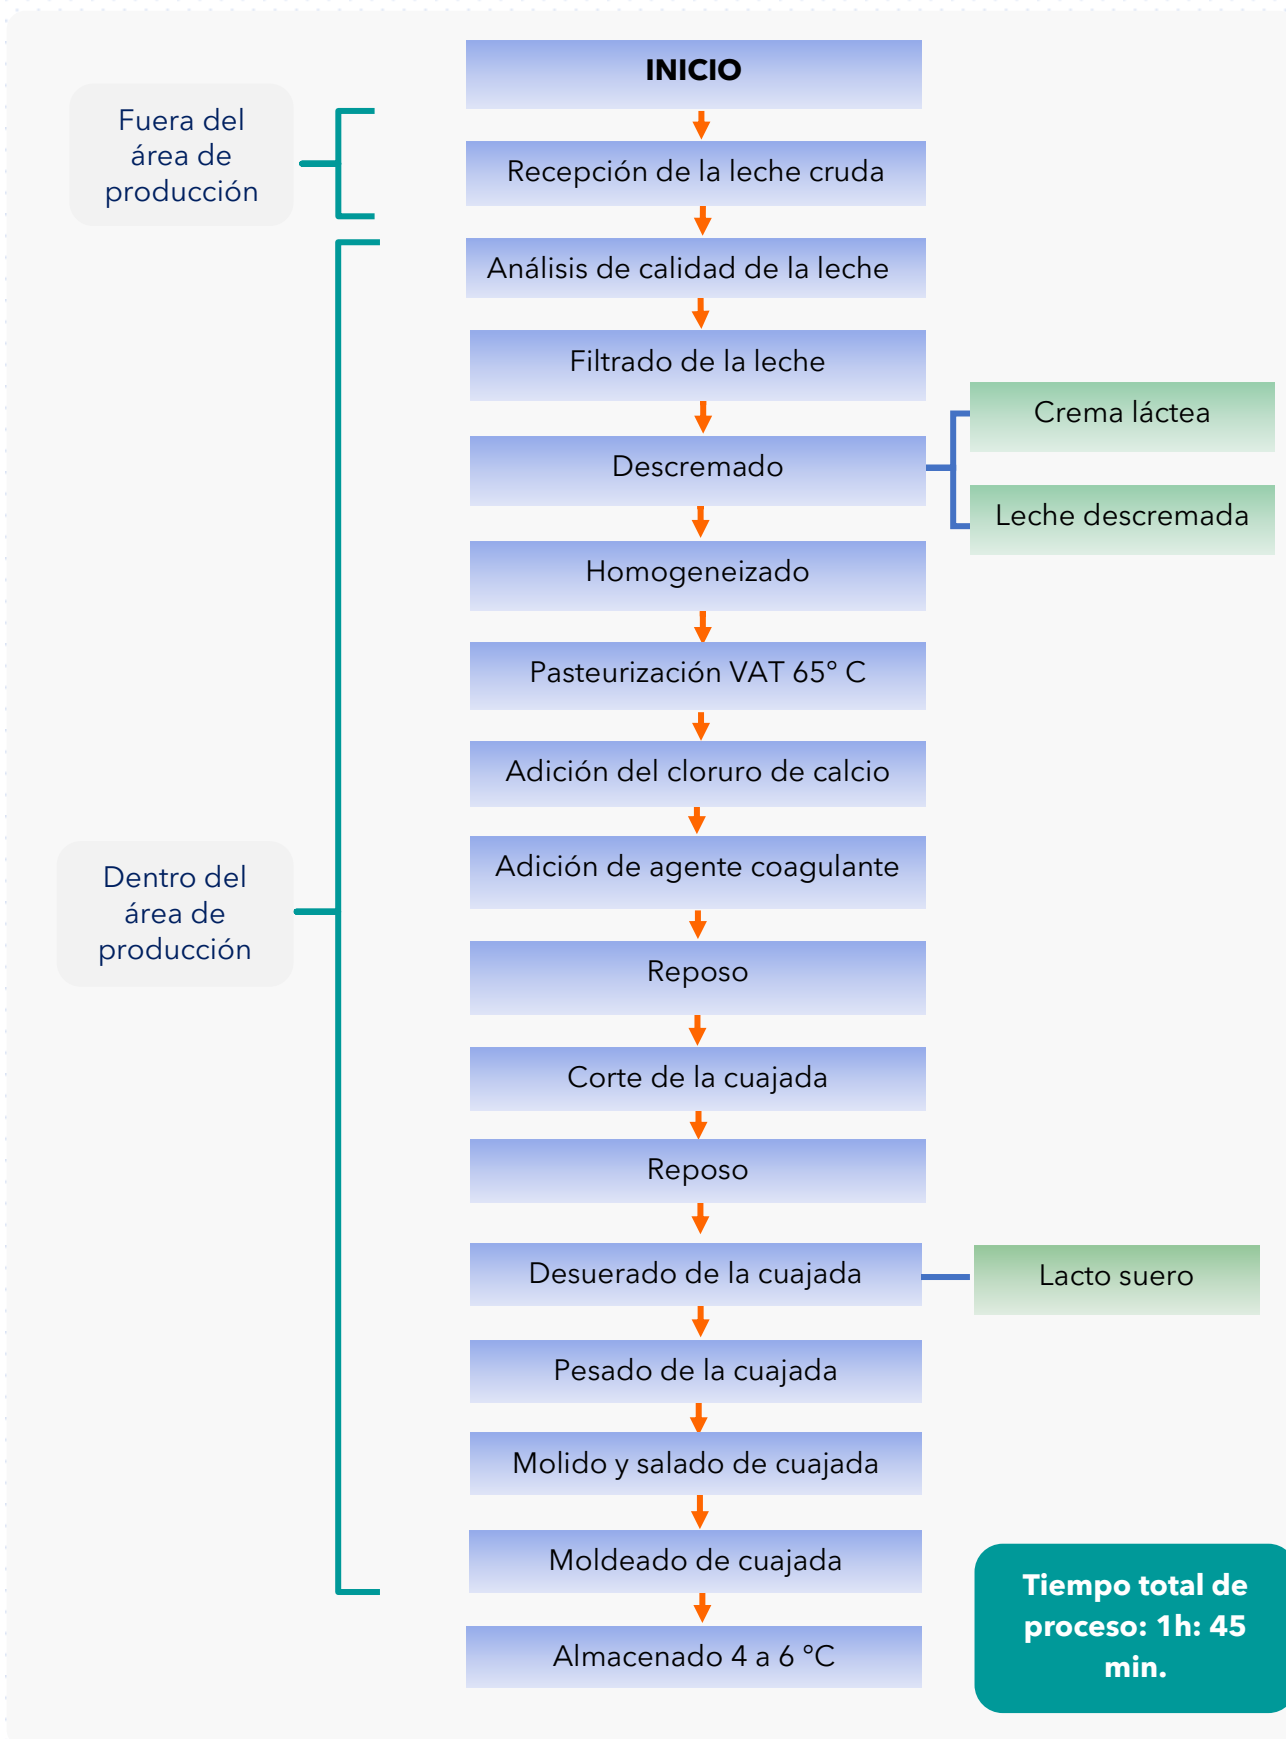 INICIO
Fuera del
área de
producción
Recepción de la leche cruda
Análisis de calidad de la leche
Filtrado de la leche
Crema láctea
Descremado
Leche descremada
Homogeneizado
Pasteurización VAT 65° C
Adición del cloruro de calcio
Adición de agente coagulante
Dentro del
área de
producción
Reposo
Corte de la cuajada
Reposo
Desuerado de la cuajada
Lacto suero
Pesado de la cuajada
Molido y salado de cuajada
Moldeado de cuajada
Almacenado 4 a 6 °C
Tiempo total de
proceso: 1h: 45
min.